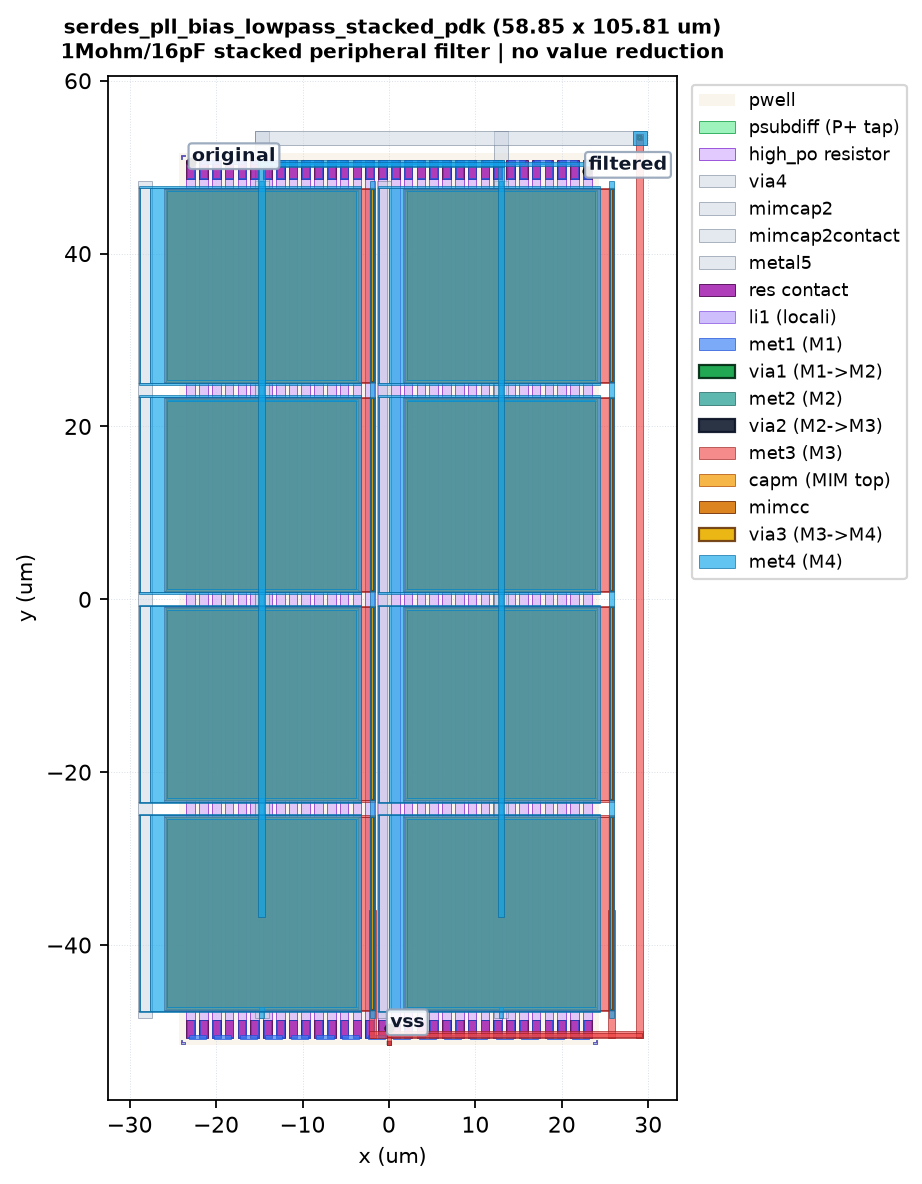 serdes_pll_bias_lowpass_stacked_pdk (58.85 x 105.81 um)
1Mohm/16pF stacked peripheral filter | no value reduction
60
40
20
0
−20
−40
y (um)
−30
−20
−10
0
10
20
30
x (um)
original
filtered
vss
pwell
psubdiff (P+ tap)
high_po resistor
via4
mimcap2
mimcap2contact
metal5
res contact
li1 (locali)
met1 (M1)
via1 (M1->M2)
met2 (M2)
via2 (M2->M3)
met3 (M3)
capm (MIM top)
mimcc
via3 (M3->M4)
met4 (M4)